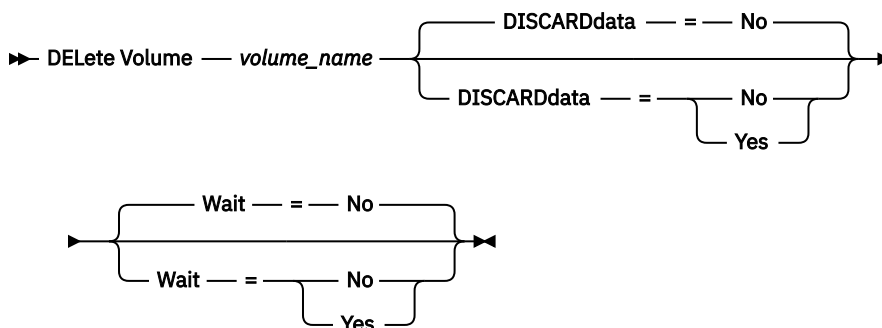 DISCARDdata = No
DELete Volume volume_name
DISCARDdata = No
Yes
Wait = No
Wait = No
Yes